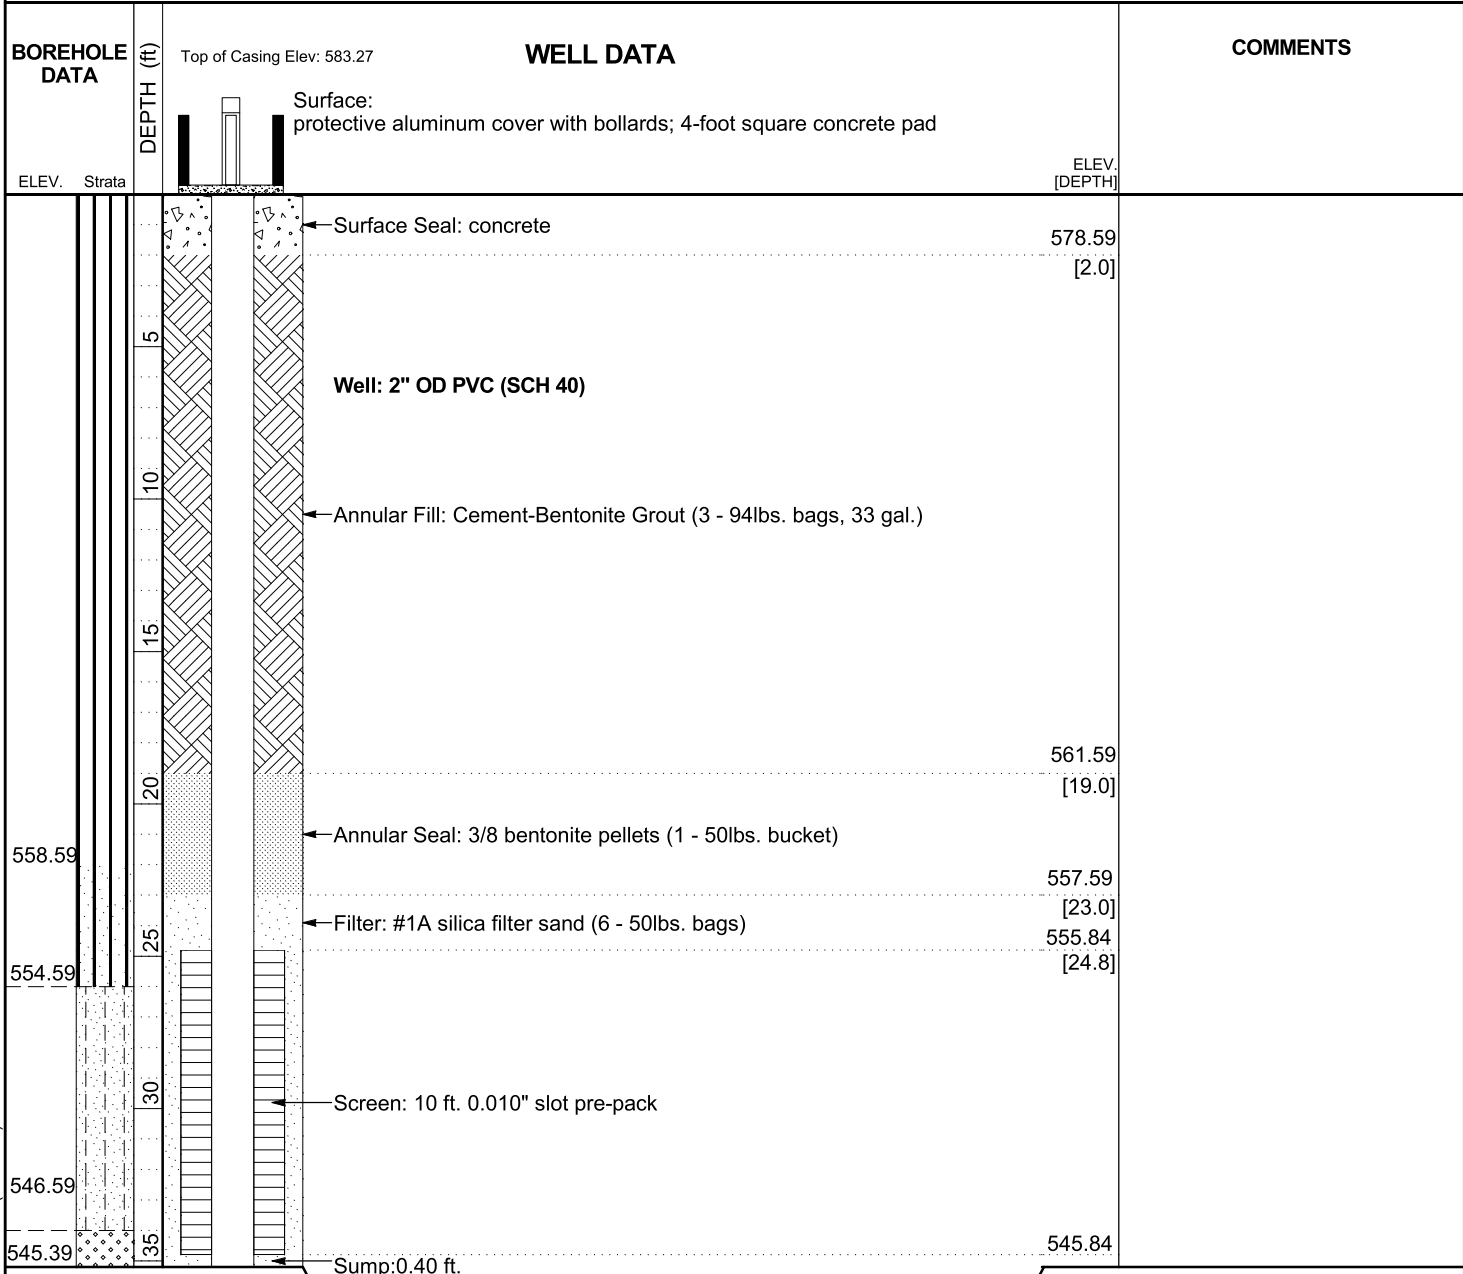 BOREHOLE
DATA
ELEV. Strata
DEPTH (ft)
Top of Casing Elev: 583.27
WELL DATA
COMMENTS
Surface:
protective aluminum cover with bollards; 4-foot square concrete pad
ELEV.
[DEPTH]
Surface Seal: concrete
578.59
[2.0]
5
Well: 2" OD PVC (SCH 40)
10
Annular Fill: Cement-Bentonite Grout (3 - 94lbs. bags, 33 gal.)
15
561.59
[19.0]
20
Annular Seal: 3/8 bentonite pellets (1 - 50lbs. bucket)
558.59
557.59
[23.0]
Filter: #1A silica filter sand (6 - 50lbs. bags)
25
555.84
[24.8]
554.59
30
Screen: 10 ft. 0.010" slot pre-pack
546.59
35
545.84
545.39
Sump:0.40 ft.